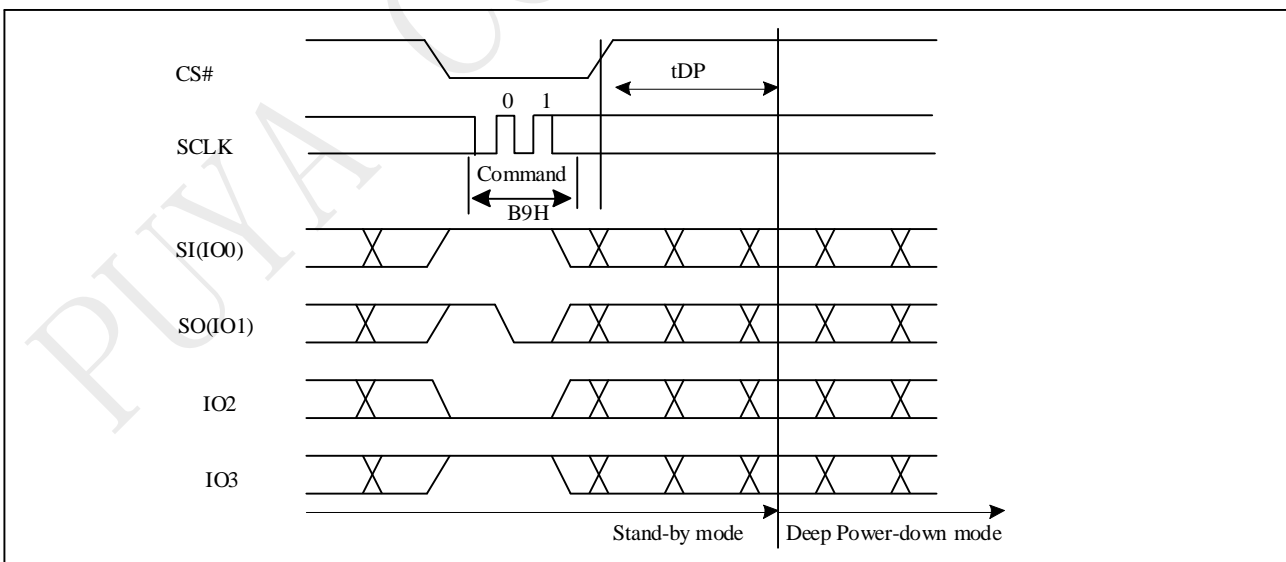 PUYA CO
CS#
tDP
0 1
SCLK
Command
B9H
SI(IO0)
SO(IO1)
IO2
IO3
Stand-by mode
Deep Power-down mode